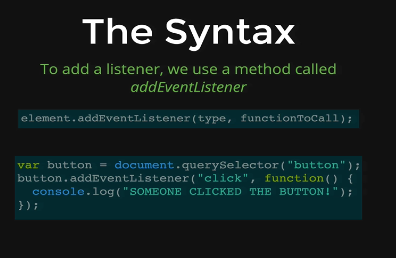 The Syntax
To add a listener, we use a method called
addEventListener
element.addEventListener(type, functionToCall);
var button = document.querySelector("button");
button.addEventListener("click", function() {
  console.log("SOMEONE CLICKED THE BUTTON!");
});